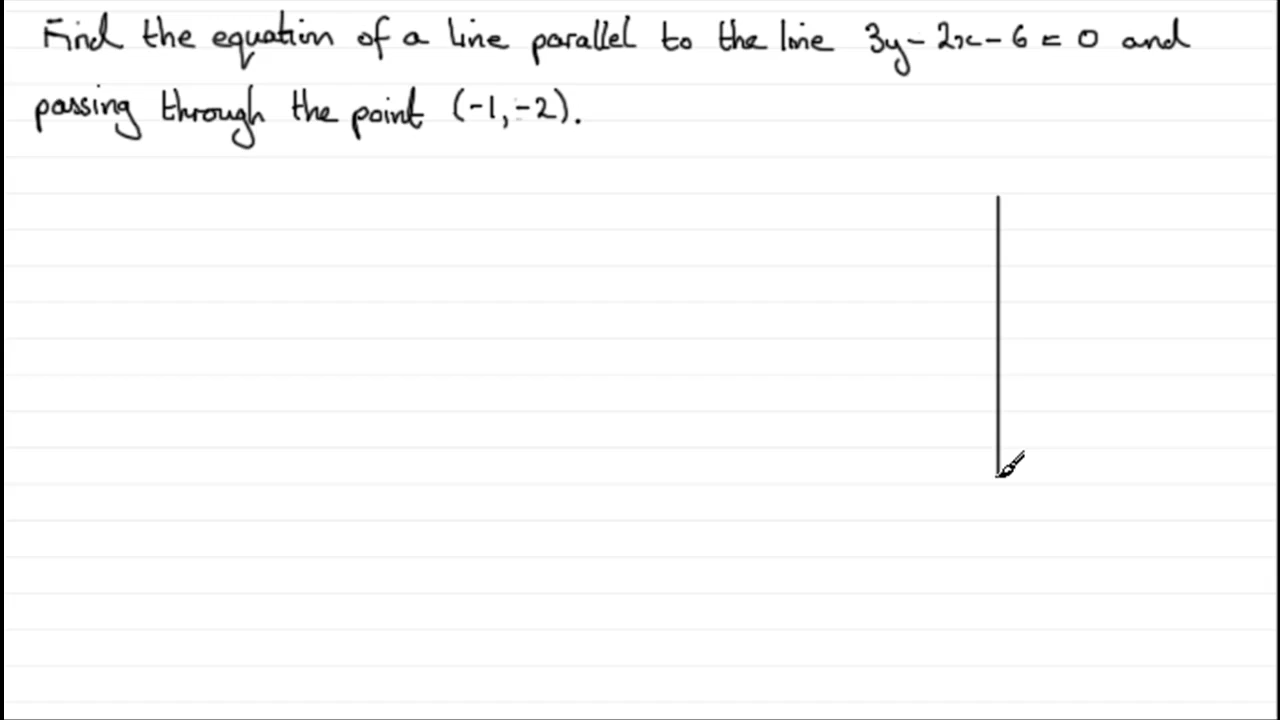 Find the equation of a line parallel to the line 3y - 2x - 6 = 0 and
passing through the point (-1, -2).